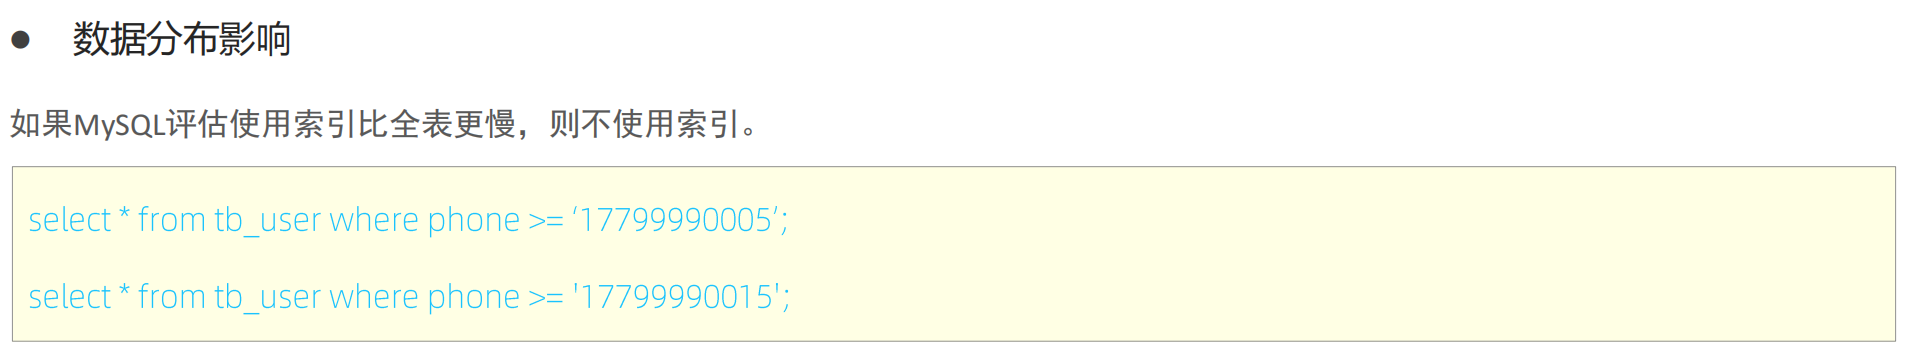 ● 数据分布影响
如果MySQL评估使用索引比全表更慢，则不使用索引。
select * from tb_user where phone >= ‘17799990005’;
select * from tb_user where phone >= '17799990015';